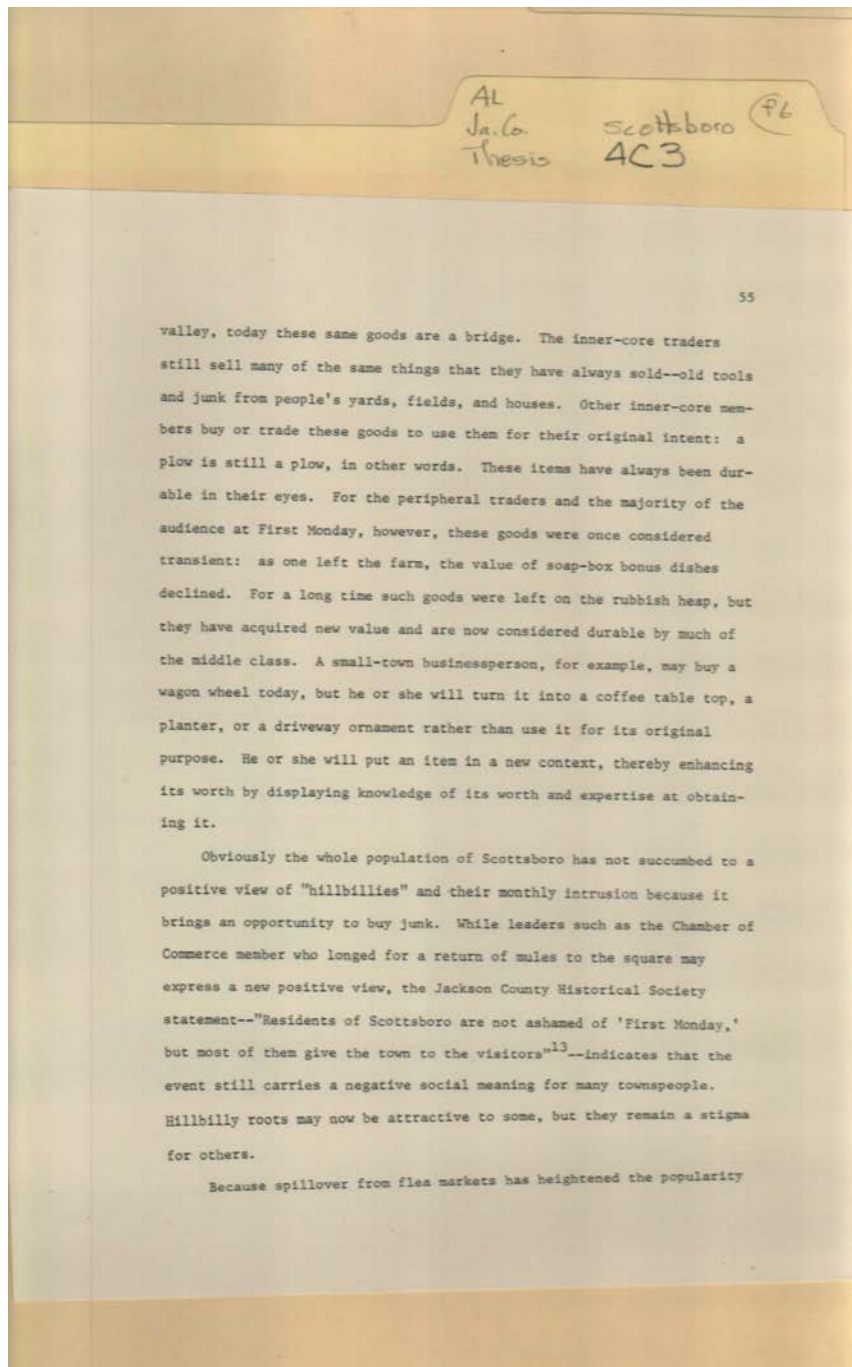 AL
Ja. Co. Scottsboro P6
Thesis 4C3
55
valley, today these same goods are a bridge. The inner-core traders
still sell many of the same things that they have always sold--old tools
and junk from people's yards, fields, and houses. Other inner-core mem-
bers buy or trade these goods to use them for their original intent: a
plow is still a plow, in other words. These items have always been dur-
able in their eyes. For the peripheral traders and the majority of the
audience at First Monday, however, these goods were once considered
transient: as one left the farm, the value of soap-box bonus dishes
declined. For a long time such goods were left on the rubbish heap, but
they have acquired new value and are now considered durable by much of
the middle class. A small-town businessperson, for example, may buy a
wagon wheel today, but he or she will turn it into a coffee table top, a
planter, or a driveway ornament rather than use it for its original
purpose. He or she will put an item in a new context, thereby enhancing
its worth by displaying knowledge of its worth and expertise at obtain-
ing it.
Obviously the whole population of Scottsboro has not succumbed to a
positive view of "hillbillies" and their monthly intrusion because it
brings an opportunity to buy junk. While leaders such as the Chamber of
Commerce member who longed for a return of mules to the square may
express a new positive view, the Jackson County Historical Society
statement--"Residents of Scottsboro are not ashamed of 'First Monday,'
but most of them give the town to the visitors"13--indicates that the
event still carries a negative social meaning for many townspeople.
Hillbilly roots may now be attractive to some, but they remain a stigma
for others.
Because spillover from flea markets has heightened the popularity